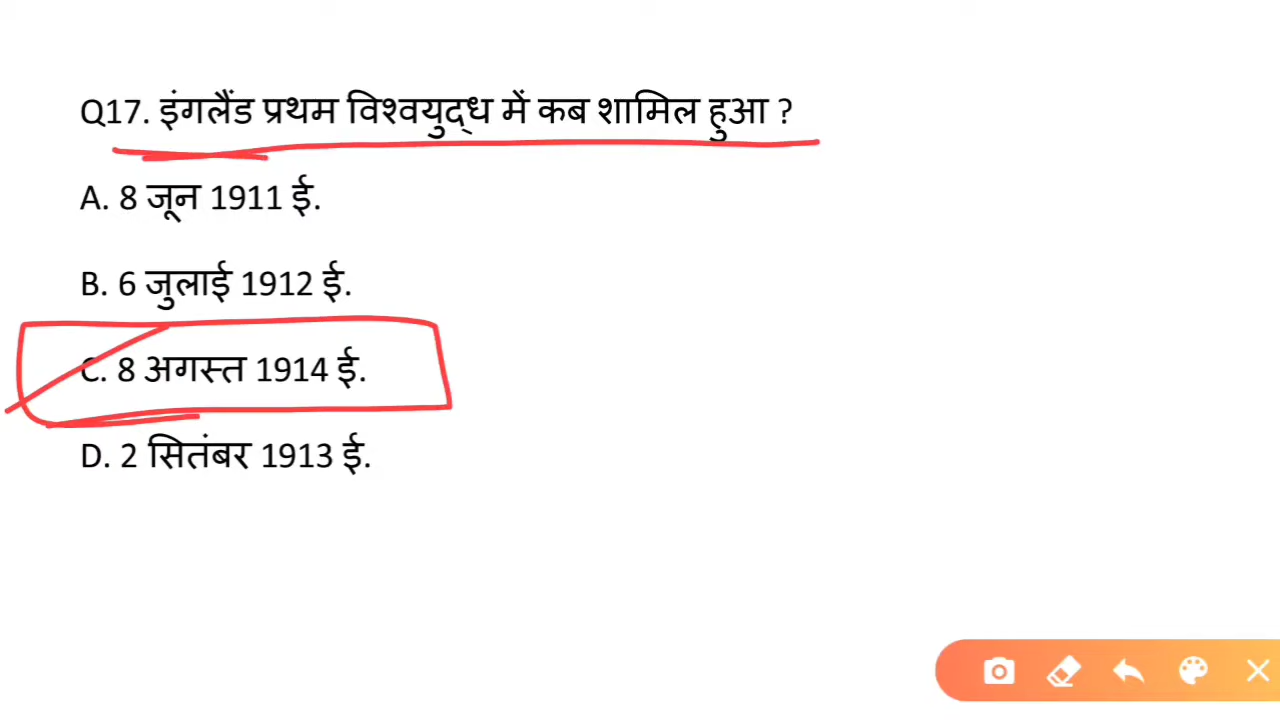 Q17. इंगलैंड प्रथम विश्वयुद्ध में कब शामिल हुआ ?
A. 8 जून 1911 ई.
B. 6 जुलाई 1912 ई.
C. 8 अगस्त 1914 ई.
D. 2 सितंबर 1913 ई.